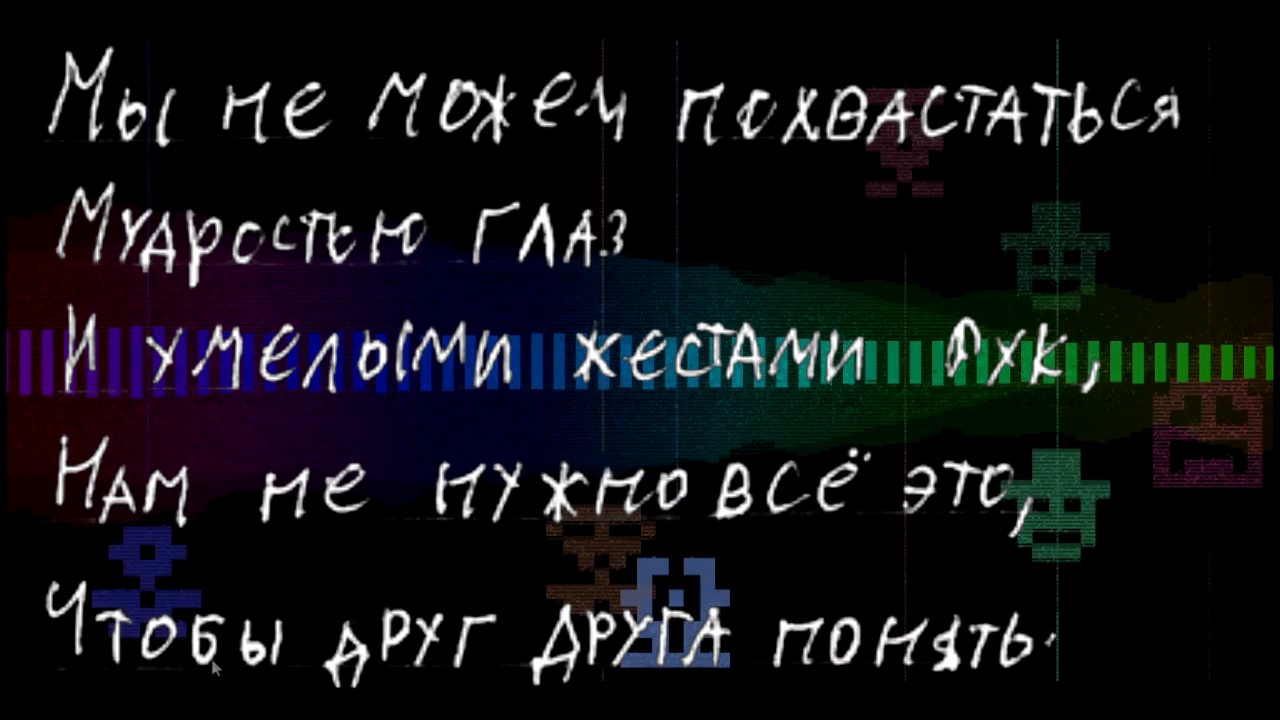 Мы не можем похвастаться
Мудростью глаз
И умелыми жестами рук,
Нам не нужно всё это,
Чтобы друг друга понять.